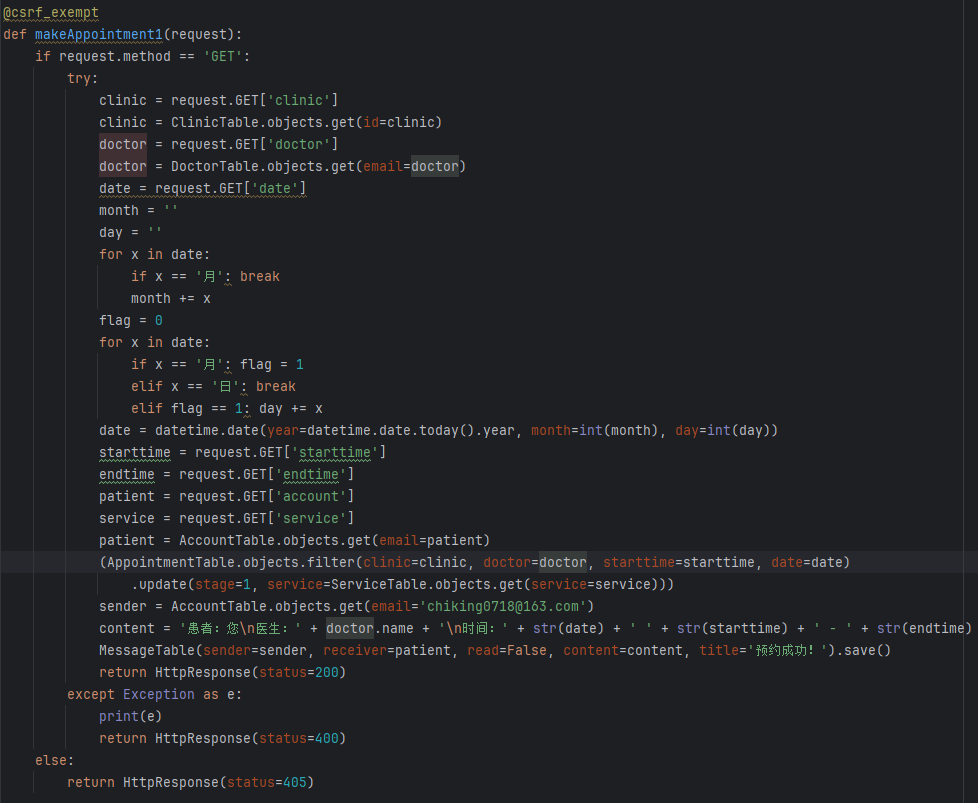 @csrf_exempt
def makeAppointment1(request):
    if request.method == 'GET':
        try:
            clinic = request.GET['clinic']
            clinic = ClinicTable.objects.get(id=clinic)
            doctor = request.GET['doctor']
            doctor = DoctorTable.objects.get(email=doctor)
            date = request.GET['date']
            month = ''
            day = ''
            for x in date:
                if x == '月': break
                month += x
            flag = 0
            for x in date:
                if x == '月': flag = 1
                elif x == '日': break
                elif flag == 1: day += x
            date = datetime.date(year=datetime.date.today().year, month=int(month), day=int(day))
            starttime = request.GET['starttime']
            endtime = request.GET['endtime']
            patient = request.GET['account']
            service = request.GET['service']
            patient = AccountTable.objects.get(email=patient)
            (AppointmentTable.objects.filter(clinic=clinic, doctor=doctor, starttime=starttime, date=date)
                .update(stage=1, service=ServiceTable.objects.get(service=service)))
            sender = AccountTable.objects.get(email='chiking0718@163.com')
            content = '患者：您\n医生：' + doctor.name + '\n时间：' + str(date) + ' ' + str(starttime) + ' - ' + str(endtime)
            MessageTable(sender=sender, receiver=patient, read=False, content=content, title='预约成功！').save()
            return HttpResponse(status=200)
        except Exception as e:
            print(e)
            return HttpResponse(status=400)
    else:
        return HttpResponse(status=405)